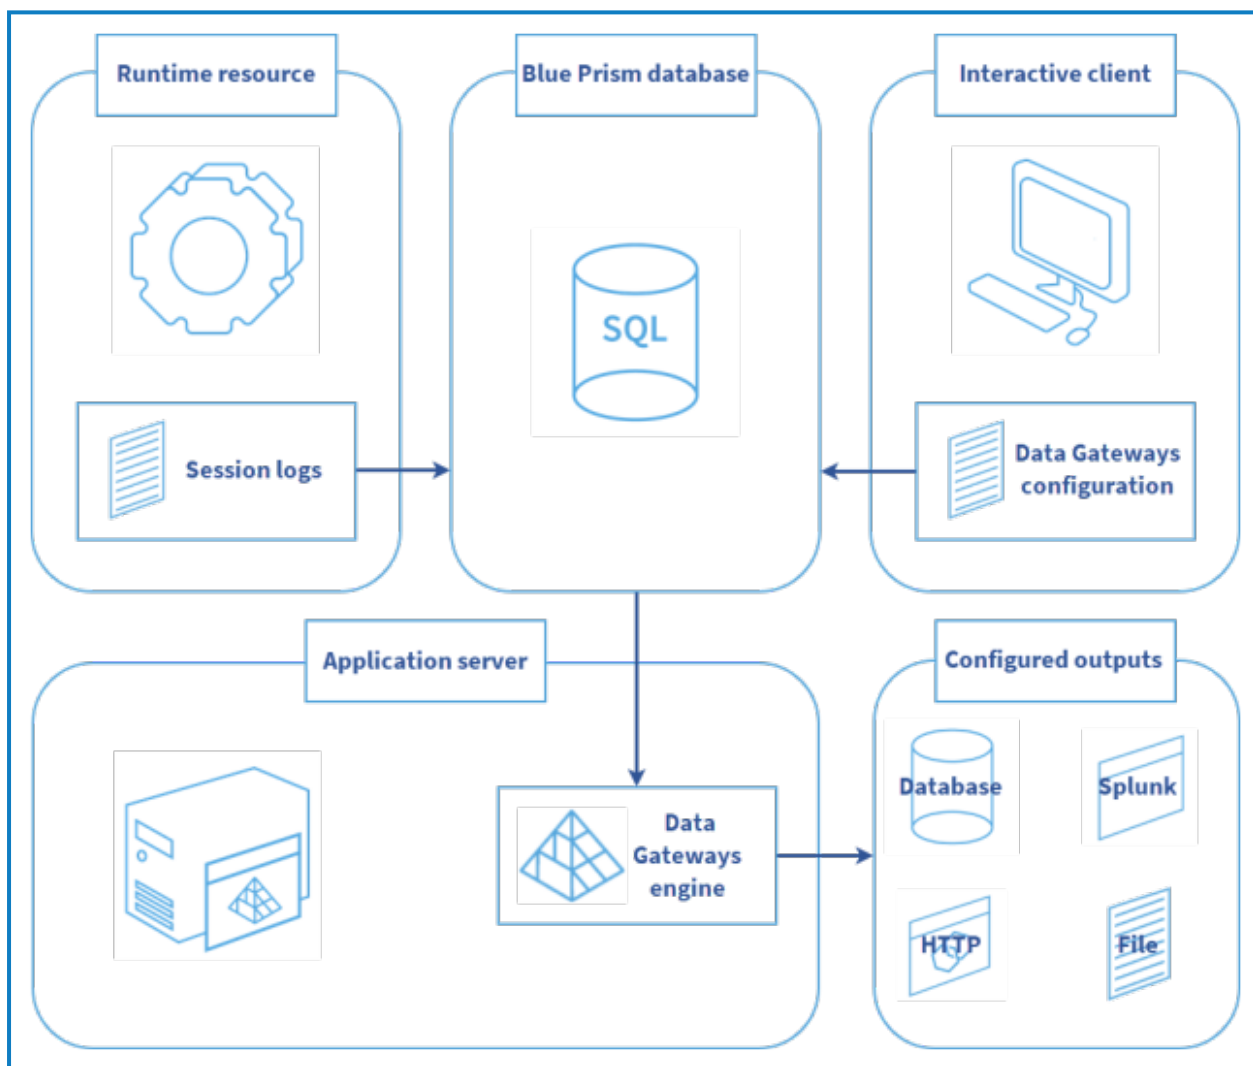 Runtime resource
Blue Prism database
Interactive client
SQL
Session logs
Data Gateways
configuration
Application server
Configured outputs
Data
Gateways
engine
Database
Splunk
HTTP
File